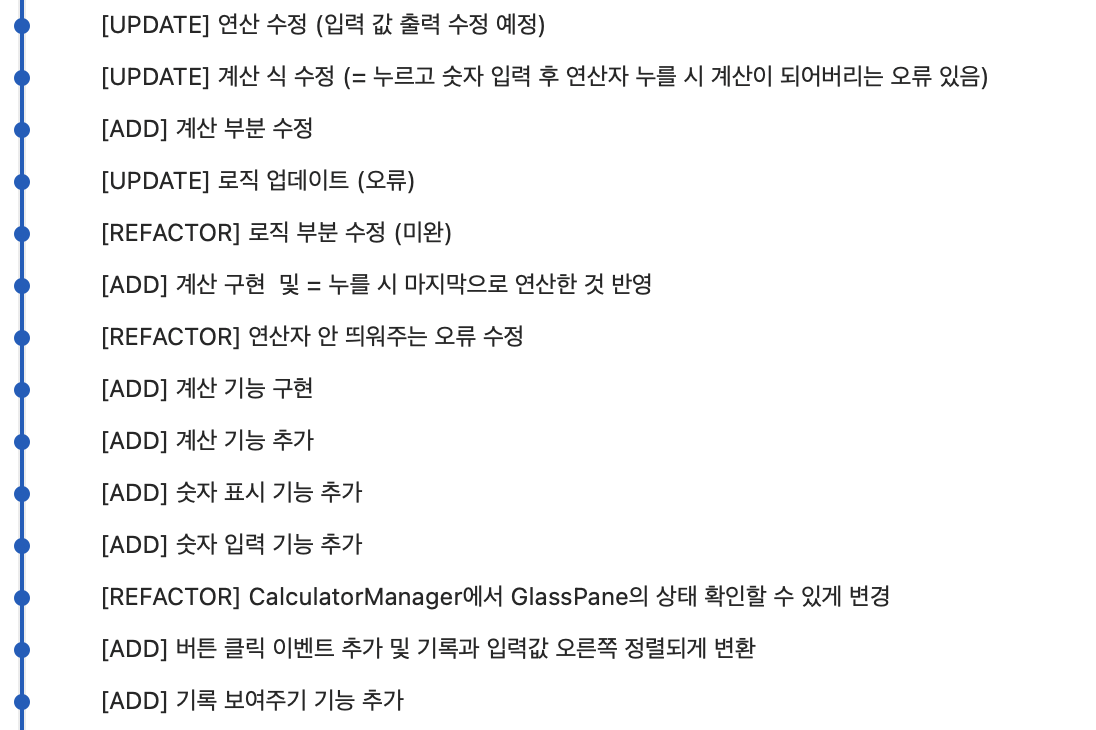 [UPDATE] 연산 수정 (입력 값 출력 수정 예정)
[UPDATE] 계산 식 수정 (= 누르고 숫자 입력 후 연산자 누를 시 계산이 되어버리는 오류 있음)
[ADD] 계산 부분 수정
[UPDATE] 로직 업데이트 (오류)
[REFACTOR] 로직 부분 수정 (미완)
[ADD] 계산 구현  및 = 누를 시 마지막으로 연산한 것 반영
[REFACTOR] 연산자 안 띄워주는 오류 수정
[ADD] 계산 기능 구현
[ADD] 계산 기능 추가
[ADD] 숫자 표시 기능 추가
[ADD] 숫자 입력 기능 추가
[REFACTOR] CalculatorManager에서 GlassPane의 상태 확인할 수 있게 변경
[ADD] 버튼 클릭 이벤트 추가 및 기록과 입력값 오른쪽 정렬되게 변환
[ADD] 기록 보여주기 기능 추가